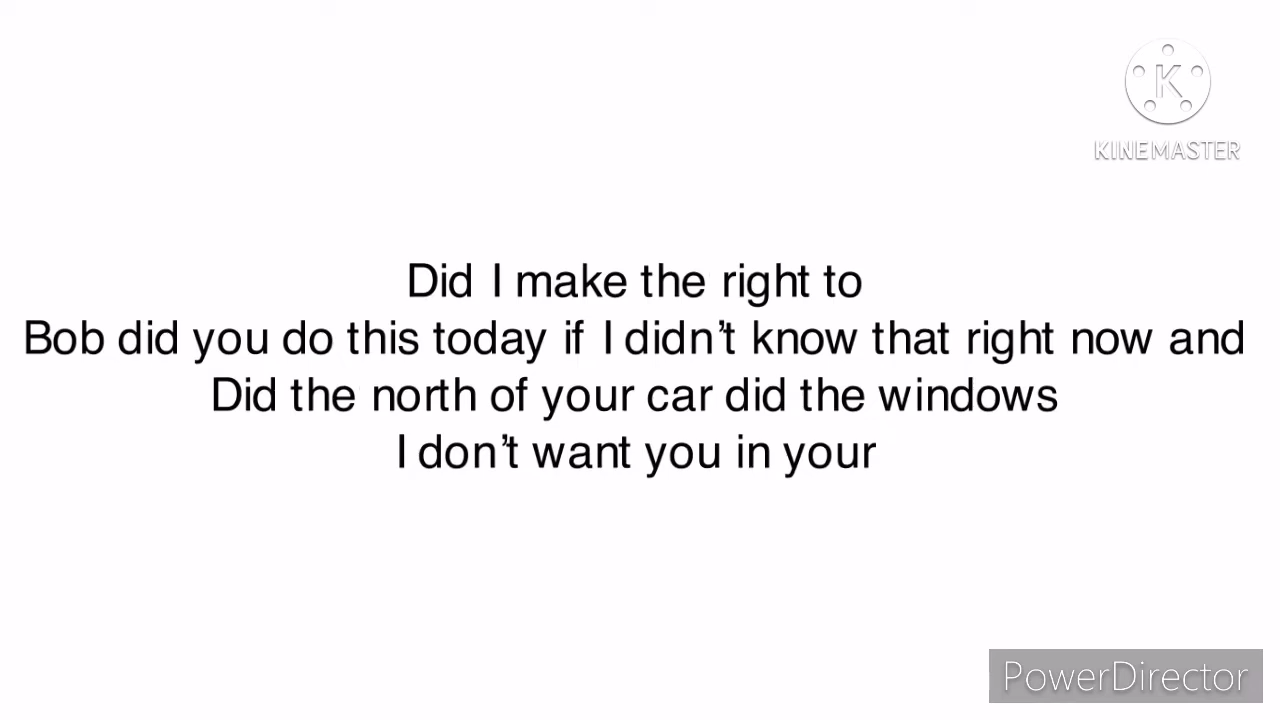 K
KINEMASTER
Did I make the right to
Bob did you do this today if I didn’t know that right now and
Did the north of your car did the windows
I don’t want you in your
PowerDirector